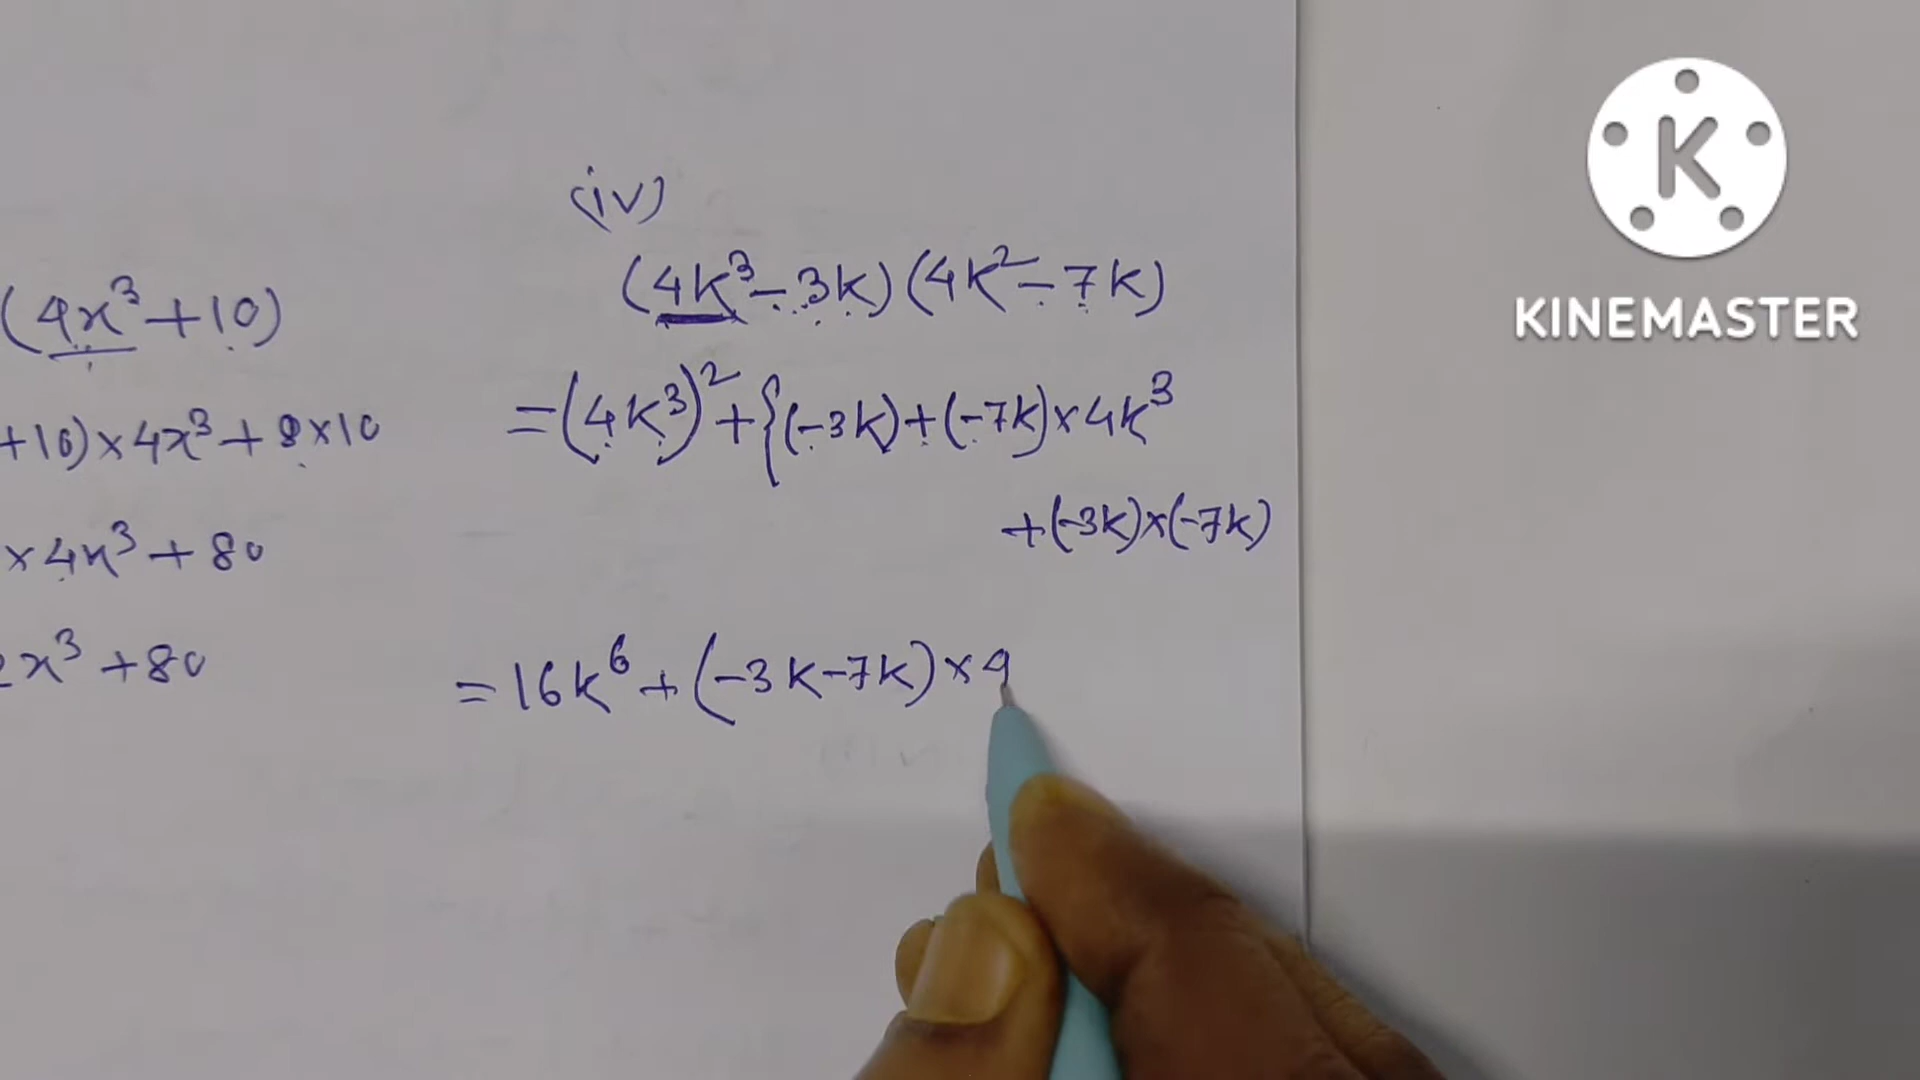 (iv)
(4k³-3k)(4k²-7k)
=(4k³)²+{(-3k)+(-7k)×4k³
+(-3k)×(-7k)
=16k⁶+(-3k-7k)×4
(4x³+10)
+10)×4x³+8×10
×4x³+80
2x³+80
K
KINEMASTER